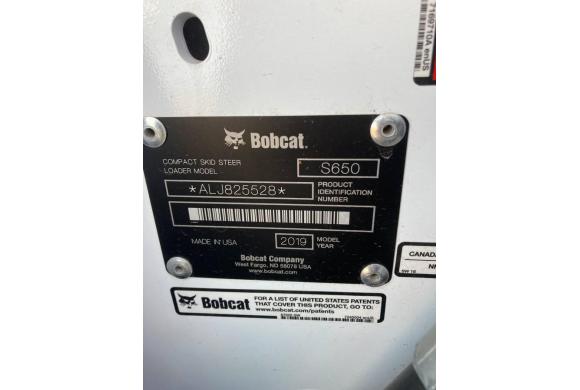 7169710A enUS
Bobcat.
COMPACT SKID STEER
LOADER MODEL
S650
*ALJ825528*
PRODUCT
IDENTIFICATION
NUMBER
MADE IN USA
2019
MODEL
YEAR
Bobcat Company
West Fargo, ND 58078 USA
www.bobcat.com
CANADA
Bobcat
FOR A LIST OF UNITED STATES PATENTS
THAT COVER THIS PRODUCT, GO TO:
www.bobcat.com/patents